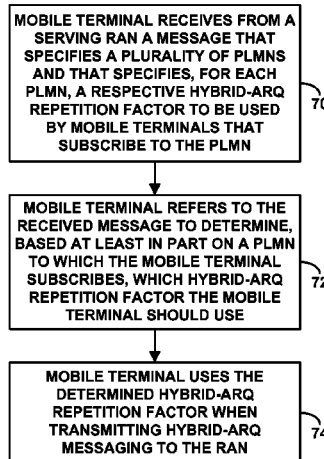 MOBILE TERMINAL RECEIVES FROM A
SERVING RAN A MESSAGE THAT
SPECIFIES A PLURALITY OF PLMNS
AND THAT SPECIFIES, FOR EACH
PLMN, A RESPECTIVE HYBRID-ARQ
REPETITION FACTOR TO BE USED
BY MOBILE TERMINALS THAT
SUBSCRIBE TO THE PLMN
70
MOBILE TERMINAL REFERS TO THE
RECEIVED MESSAGE TO DETERMINE,
BASED AT LEAST IN PART ON A PLMN
TO WHICH THE MOBILE TERMINAL
SUBSCRIBES, WHICH HYBRID-ARQ
REPETITION FACTOR THE MOBILE
TERMINAL SHOULD USE
72
MOBILE TERMINAL USES THE
DETERMINED HYBRID-ARQ
REPETITION FACTOR WHEN
TRANSMITTING HYBRID-ARQ
MESSAGING TO THE RAN
74